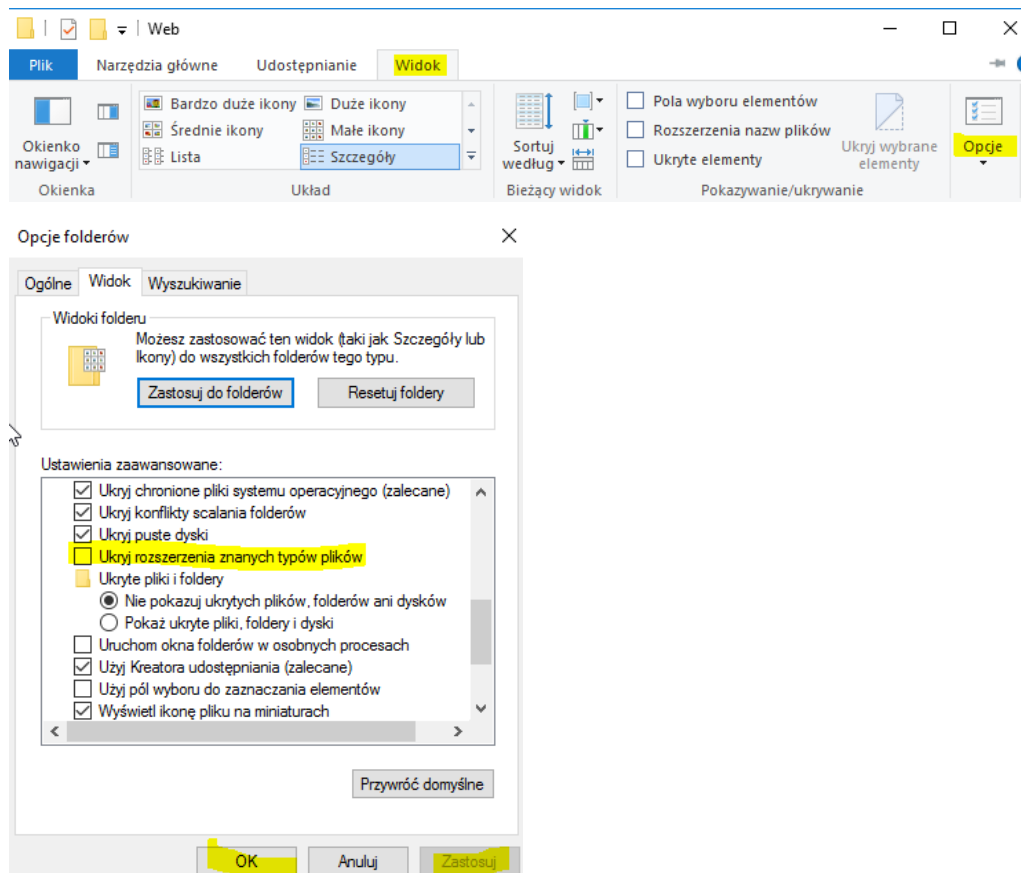 Web
Plik Narzędzia główne Udostępnianie Widok
Bardzo duże ikony Duże ikony
Średnie ikony Małe ikony
Lista Szczegóły
Okienko
nawigacji
Sortuj
według
Pola wyboru elementów
Rozszerzenia nazw plików
Ukryte elementy
Ukryj wybrane
elementy
Opcje
Okienka Układ Bieżący widok Pokazywanie/ukrywanie
Opcje folderów
Ogólne Widok Wyszukiwanie
Widoki folderu
Możesz zastosować ten widok (taki jak Szczegóły lub
Ikony) do wszystkich folderów tego typu.
Zastosuj do folderów Resetuj foldery
Ustawienia zaawansowane:
Ukryj chronione pliki systemu operacyjnego (zalecane)
Ukryj konflikty scalania folderów
Ukryj puste dyski
Ukryj rozszerzenia znanych typów plików
Ukryte pliki i foldery
Nie pokazuj ukrytych plików, folderów ani dysków
Pokaż ukryte pliki, foldery i dyski
Uruchom okna folderów w osobnych procesach
Użyj Kreatora udostępniania (zalecane)
Użyj pól wyboru do zaznaczania elementów
Wyświetl ikonę pliku na miniaturach
Przywróć domyślne
OK Anuluj Zastosuj